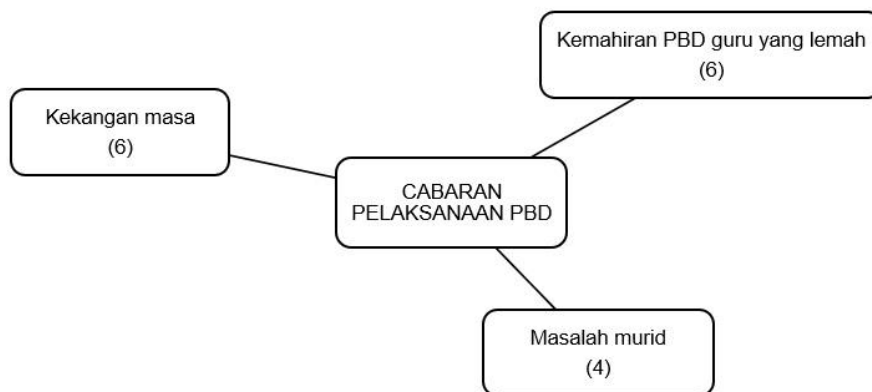 Kemahiran PBD guru yang lemah
(6)
Kekangan masa
(6)
CABARAN
PELAKSANAAN PBD
Masalah murid
(4)